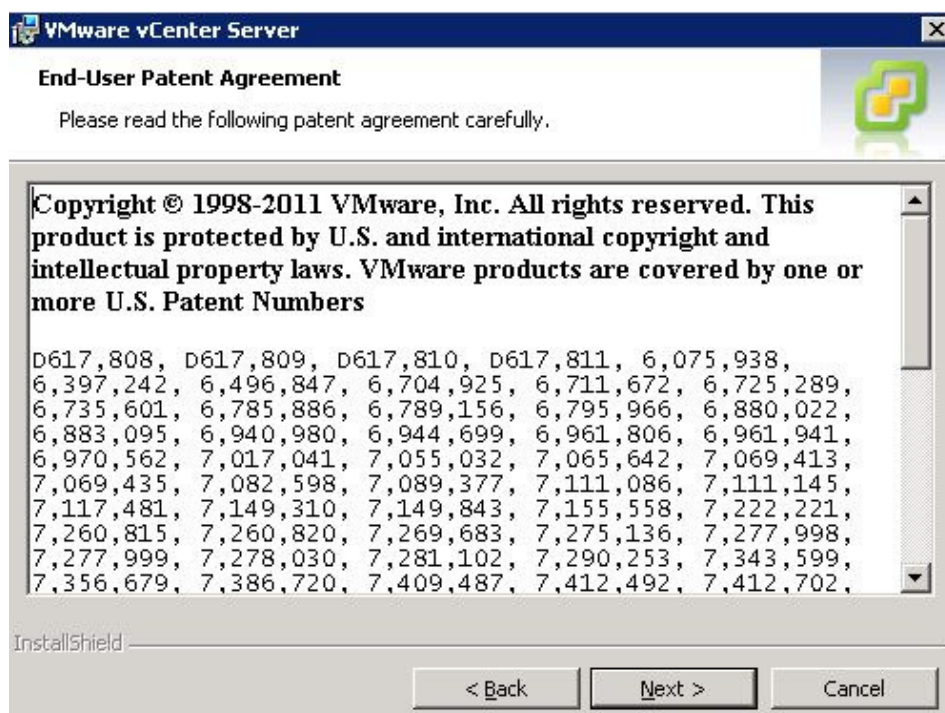 VMware vCenter Server
End-User Patent Agreement
Please read the following patent agreement carefully.
Copyright © 1998-2011 VMware, Inc. All rights reserved. This
product is protected by U.S. and international copyright and
intellectual property laws. VMware products are covered by one or
more U.S. Patent Numbers
D617,808, D617,809, D617,810, D617,811, 6,075,938,
6,397,242, 6,496,847, 6,704,925, 6,711,672, 6,725,289,
6,735,601, 6,785,886, 6,789,156, 6,795,966, 6,880,022,
6,883,095, 6,940,980, 6,944,699, 6,961,806, 6,961,941,
6,970,562, 7,017,041, 7,055,032, 7,065,642, 7,069,413,
7,069,435, 7,082,598, 7,089,377, 7,111,086, 7,111,145,
7,117,481, 7,149,310, 7,149,843, 7,155,558, 7,222,221,
7,260,815, 7,260,820, 7,269,683, 7,275,136, 7,277,998,
7,277,999, 7,278,030, 7,281,102, 7,290,253, 7,343,599,
7,356,679, 7,386,720, 7,409,487, 7,412,492, 7,412,702,
InstallShield
< Back Next > Cancel